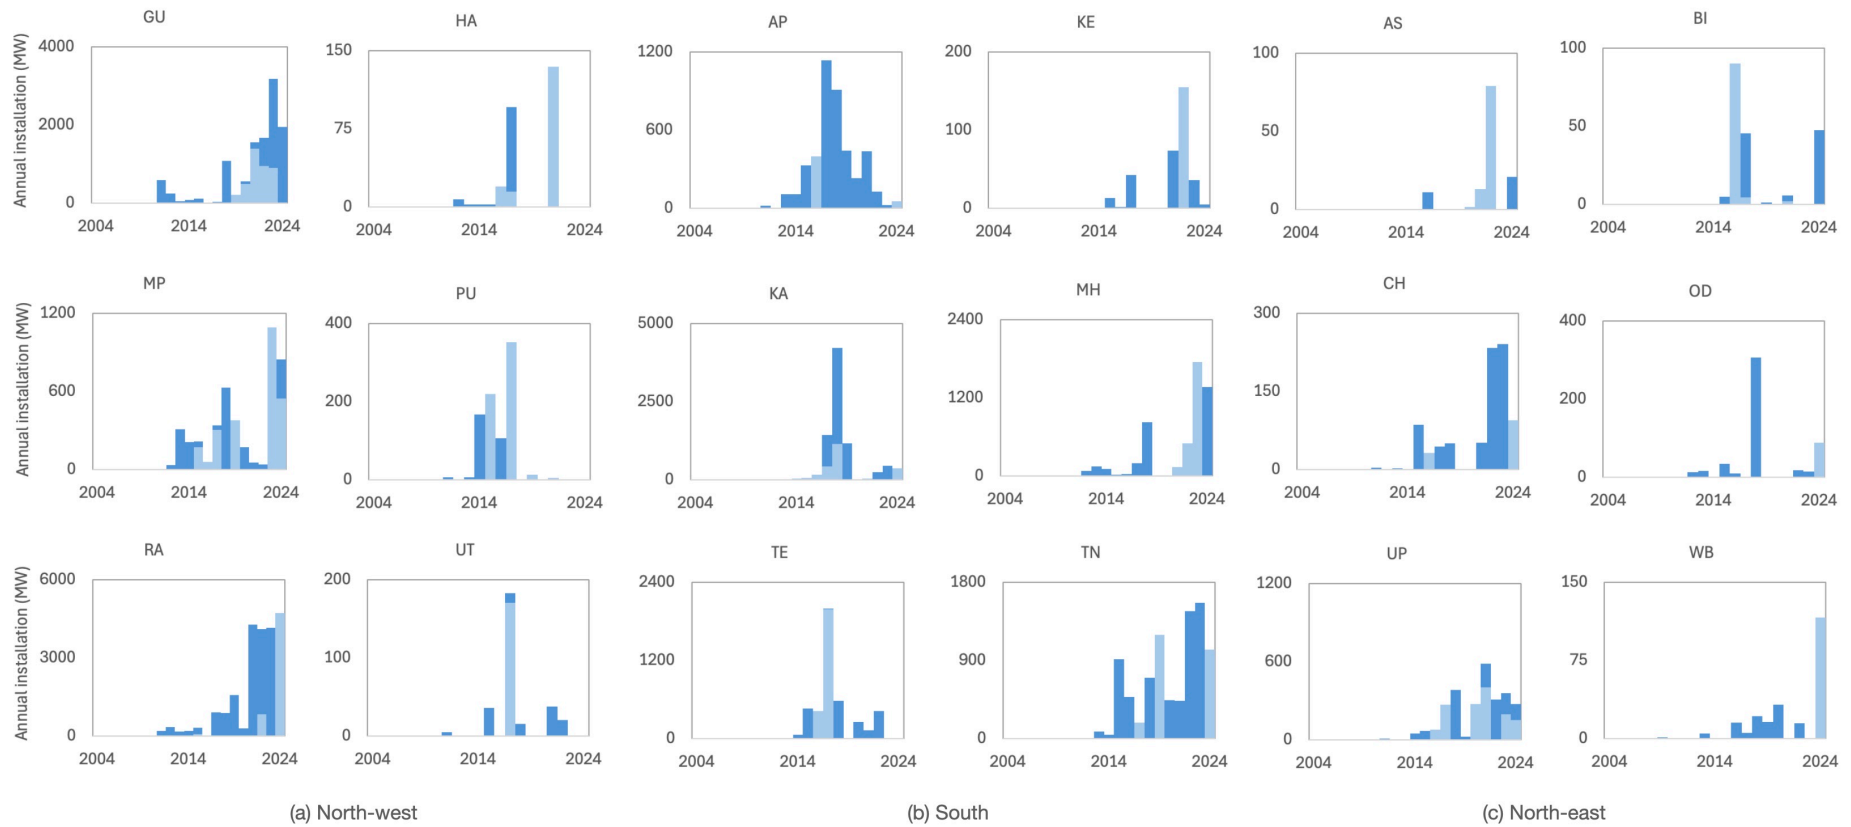 GU
HA
AP
KE
AS
BI
Annual installation (MW)
4000
2000
0
2004 2014 2024
150
75
0
2004 2014 2024
1200
600
0
2004 2014 2024
200
100
0
2004 2014 2024
100
50
0
2004 2014 2024
100
50
0
2004 2014 2024
MP
PU
KA
MH
CH
OD
Annual installation (MW)
1200
600
0
2004 2014 2024
400
200
0
2004 2014 2024
5000
2500
0
2004 2014 2024
2400
1200
0
2004 2014 2024
300
150
0
2004 2014 2024
400
200
0
2004 2014 2024
RA
UT
TE
TN
UP
WB
Annual installation (MW)
6000
3000
0
2004 2014 2024
200
100
0
2004 2014 2024
2400
1200
0
2004 2014 2024
1800
900
0
2004 2014 2024
1200
600
0
2004 2014 2024
150
75
0
2004 2014 2024
(a) North-west
(b) South
(c) North-east